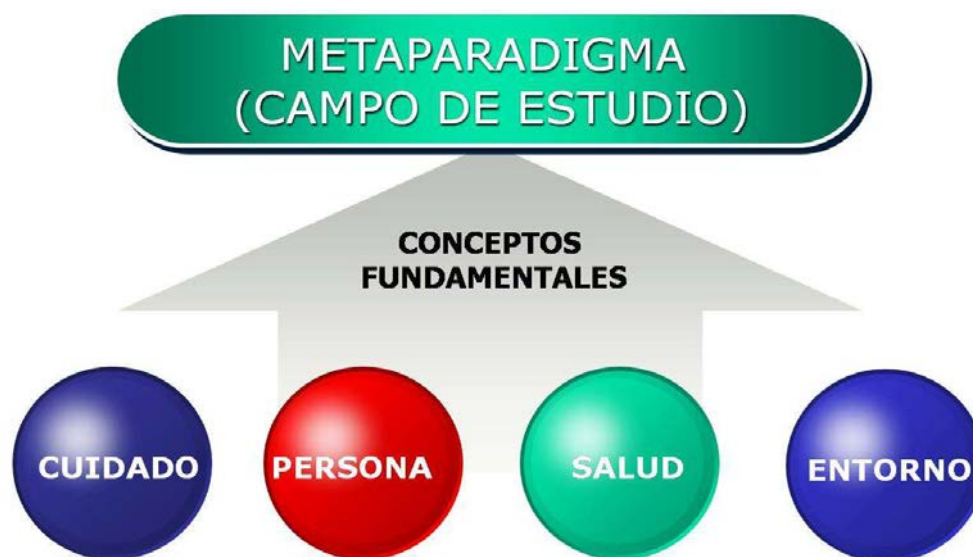 METAPARADIGMA
(CAMPO DE ESTUDIO)
CONCEPTOS
FUNDAMENTALES
CUIDADO
PERSONA
SALUD
ENTORNO